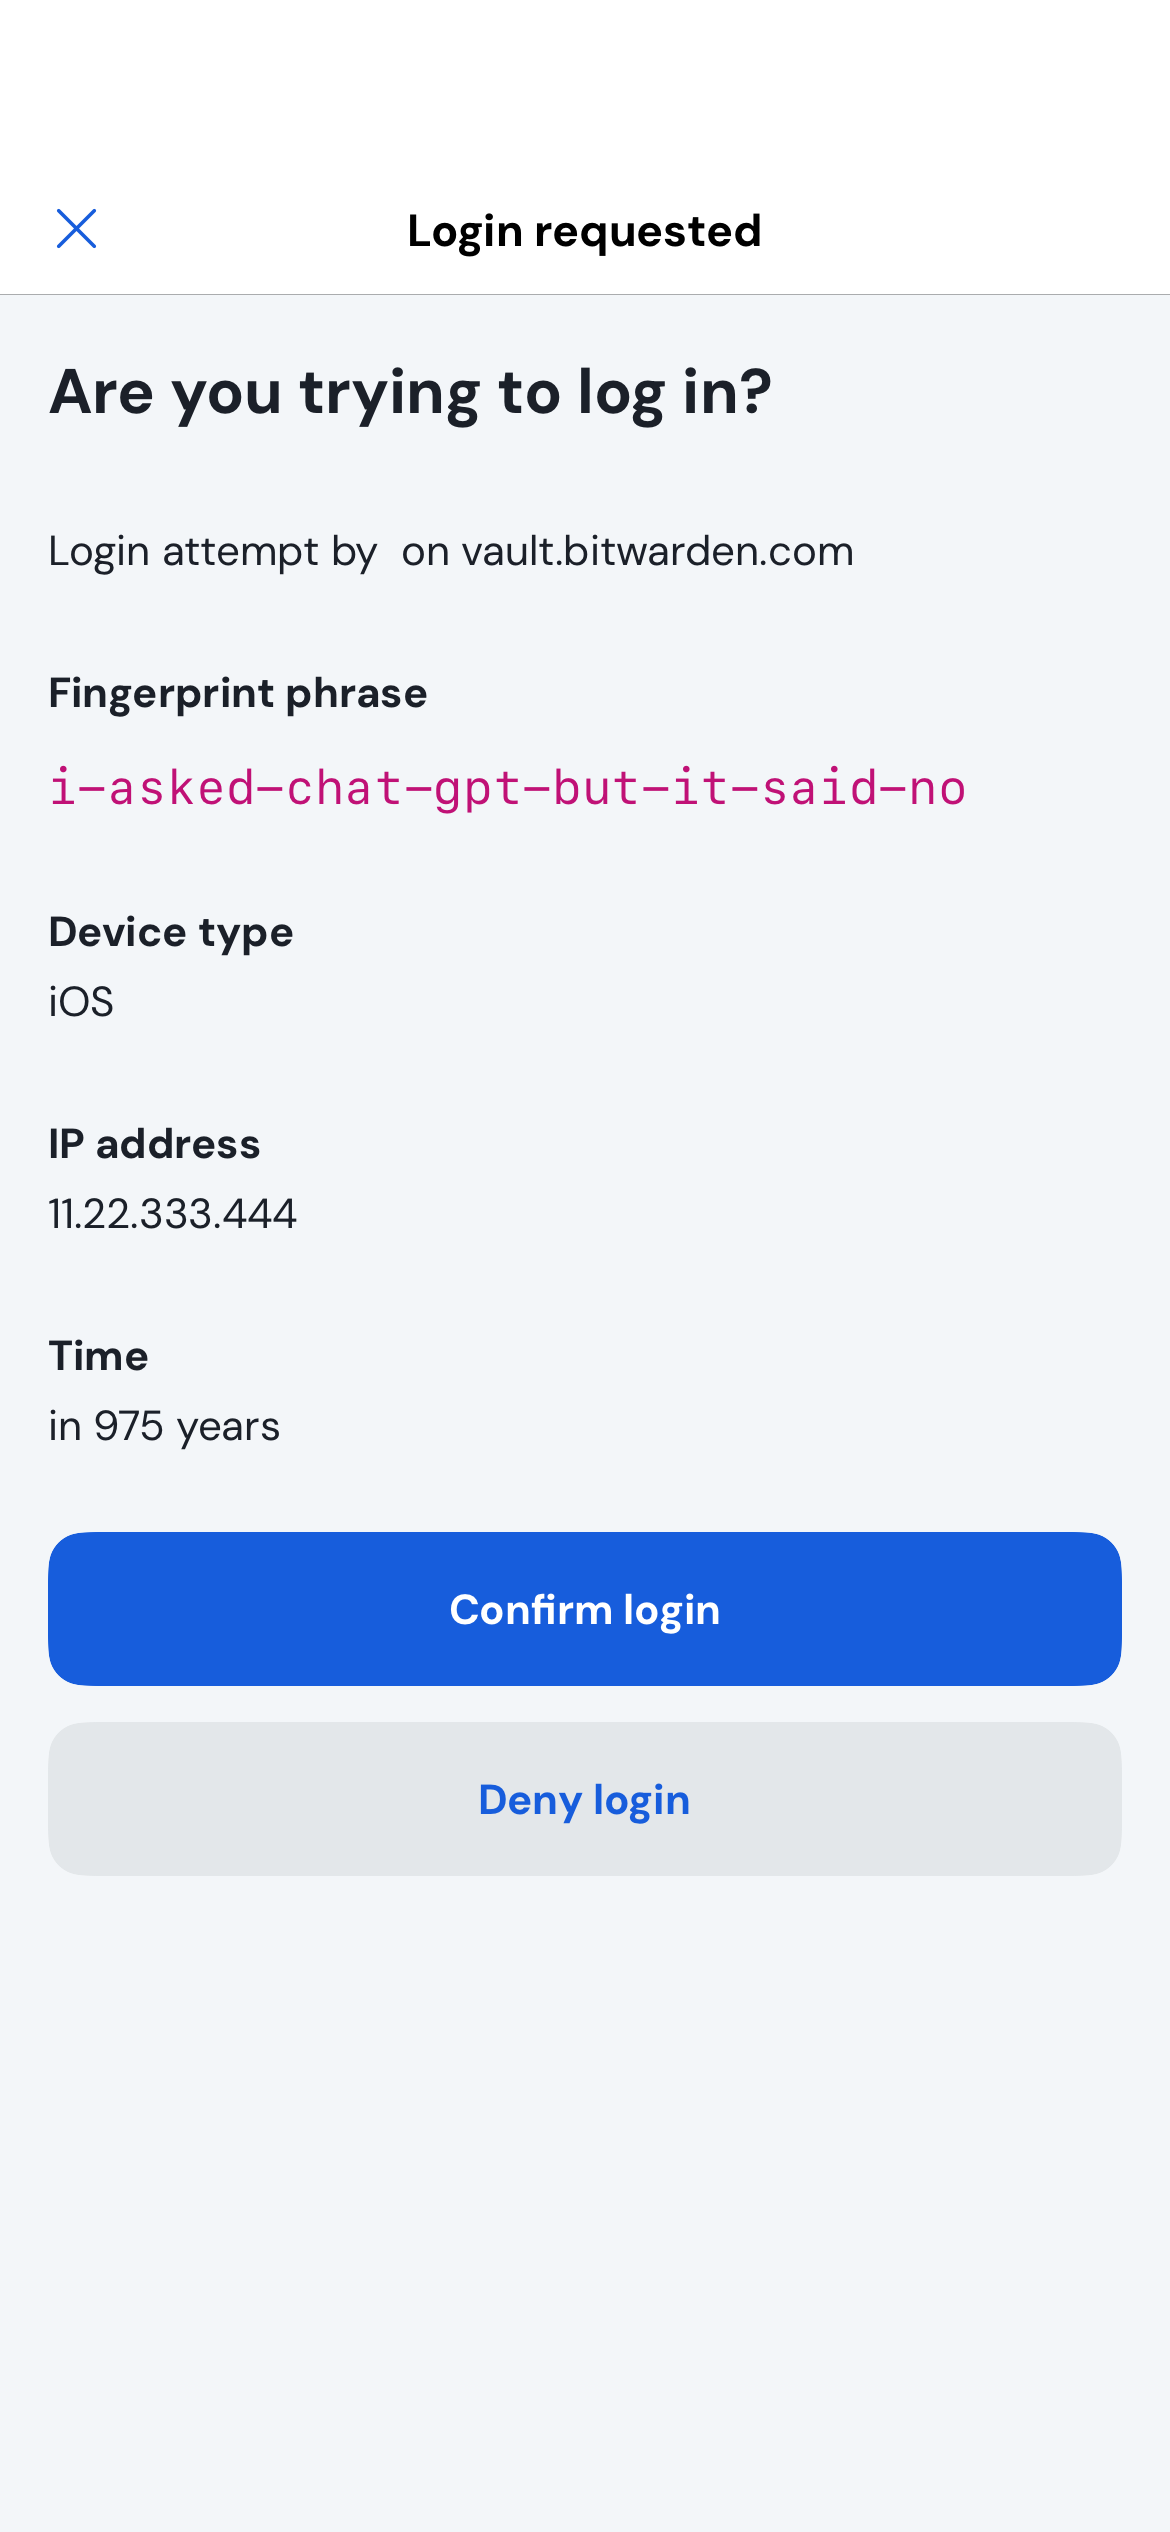 Login requested
Are you trying to log in?
Login attempt by  on vault.bitwarden.com
Fingerprint phrase
i-asked-chat-gpt-but-it-said-no
Device type
iOS
IP address
11.22.333.444
Time
in 975 years
Confirm login
Deny login